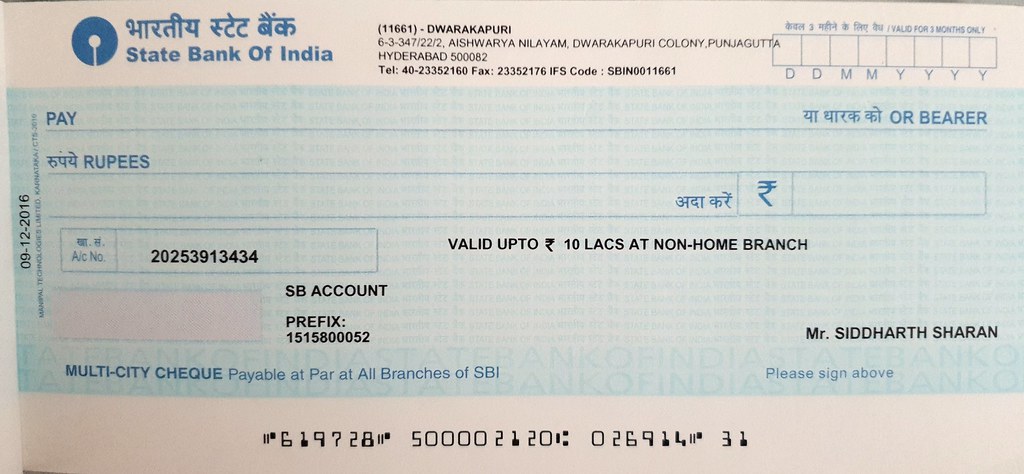 भारतीय स्टेट बैंक
State Bank Of India
(11661) - DWARAKAPURI
6-3-347/22/2, AISHWARYA NILAYAM, DWARAKAPURI COLONY,PUNJAGUTTA
HYDERABAD 500082
Tel: 40-23352160 Fax: 23352176 IFS Code : SBIN0011661
केवल 3 महीने के लिए वैध / VALID FOR 3 MONTHS ONLY
D D M M Y Y Y Y
PAY
या धारक को OR BEARER
रुपये RUPEES
अदा करें ₹
09-12-2016
MANIPAL TECHNOLOGIES LIMITED, KARNATAKA / CTS-2010
खा. सं.
A/c No.
20253913434
VALID UPTO ₹ 10 LACS AT NON-HOME BRANCH
SB ACCOUNT
PREFIX:
1515800052
Mr. SIDDHARTH SHARAN
STATEBANKOFINDIASTATEBANKOFINDIA
MULTI-CITY CHEQUE Payable at Par at All Branches of SBI
Please sign above
⑈619728⑈ 500002120⑆ 026914⑈ 31